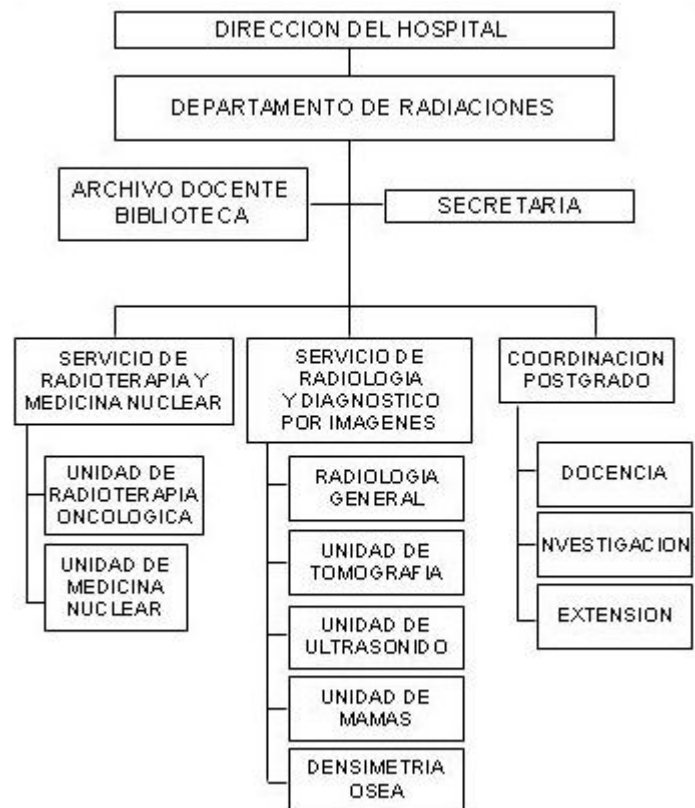 DIRECCION DEL HOSPITAL
DEPARTAMENTO DE RADIACIONES
ARCHIVO DOCENTE
BIBLIOTECA
SECRETARIA
SERVICIO DE
RADIOTERAPIA Y
MEDICINA NUCLEAR
UNIDAD DE
RADIOTERAPIA
ONCOLOGICA
UNIDAD DE
MEDICINA
NUCLEAR
SERVICIO DE
RADIOLOGIA
Y DIAGNOSTICO
POR IMAGENES
RADIOLOGIA
GENERAL
UNIDAD DE
TOMOGRAFIA
UNIDAD DE
ULTRASONIDO
UNIDAD DE
MAMAS
DENSIMETRIA
OSEA
COORDINACION
POSTGRADO
DOCENCIA
NVESTIGACION
EXTENSION